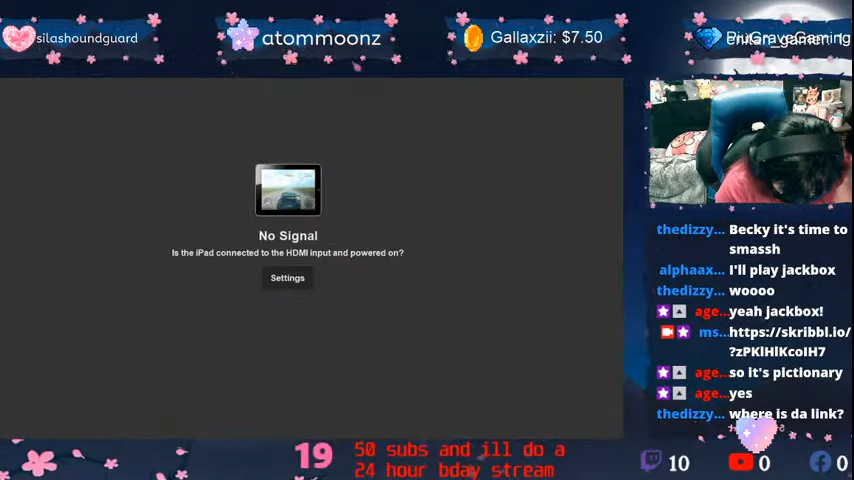 silashoundguard
atommoonz
Gallaxzii: $7.50
No Signal
Is the iPad connected to the HDMI input and powered on?
Settings
thedizzy... Becky it's time to
smassh
alphaax... I'll play jackbox
thedizzy... woooo
age... yeah jackbox!
ms... https://skribbl.io/
?zPKlHlKcoIH7
age... so it's pictionary
age... yes
thedizzy... where is da link?
19
50 subs and ill do a
24 hour bday stream
10
0
0